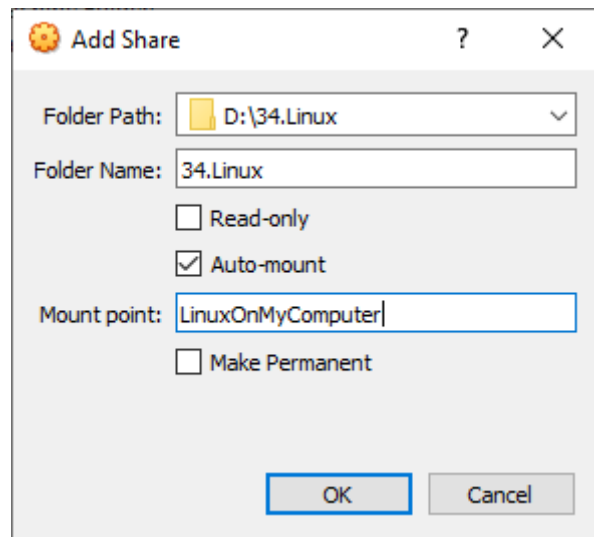 Add Share
?
Folder Path: D:\34.Linux
Folder Name: 34.Linux
Read-only
Auto-mount
Mount point: LinuxOnMyComputer
Make Permanent
OK Cancel